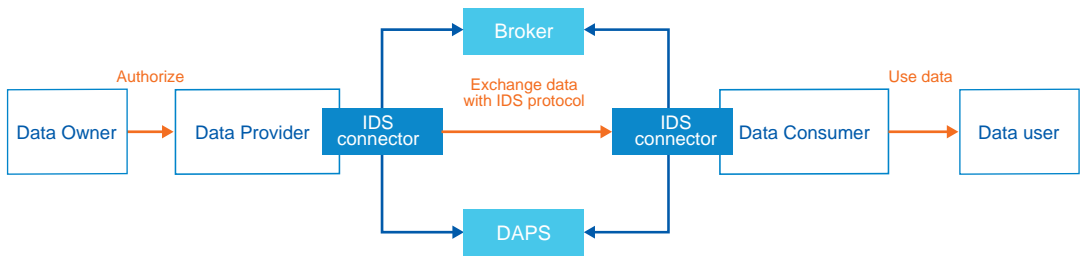 Broker
Authorize
Exchange data
with IDS protocol
Use data
Data Owner
Data Provider
IDS
connector
IDS
connector
Data Consumer
Data user
DAPS